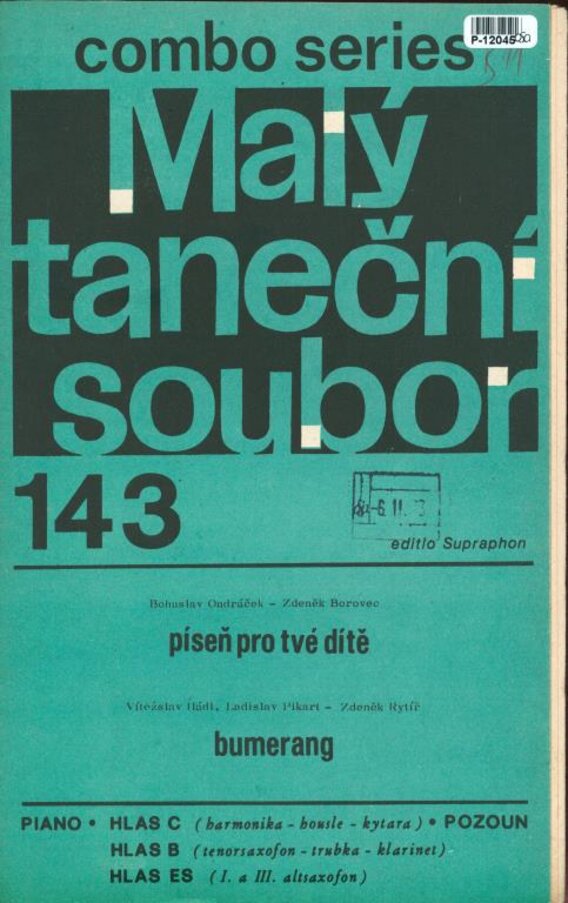 P-12045
combo series
Malý
taneční
soubor
143
editio Supraphon
Bohuslav Ondráček - Zdeněk Borovec
píseň pro tvé dítě
Vítězslav Hádl, Ladislav Pikart - Zdeněk Rytíř
bumerang
PIANO • HLAS C (harmonika - housle - kytara) • POZOUN
HLAS B (tenorsaxofon - trubka - klarinet)
HLAS ES (I. a III. altsaxofon)